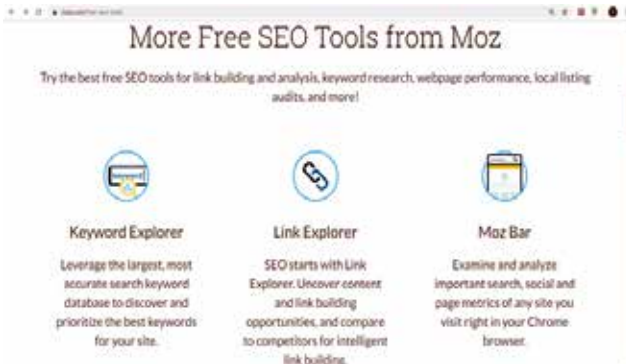 More Free SEO Tools from Moz
Try the best free SEO tools for link building and analysis, keyword research, webpage performance, local listing
audits, and more!
keyword
Keyword Explorer
Leverage the largest, most
accurate search keyword
database to discover and
prioritize the best keywords
for your site.
Link Explorer
SEO starts with Link
Explorer. Uncover content
and link building
opportunities, and compare
to competitors for intelligent
link building.
Moz Bar
Examine and analyze
important search, social and
page metrics of any site you
visit right in your Chrome
browser.